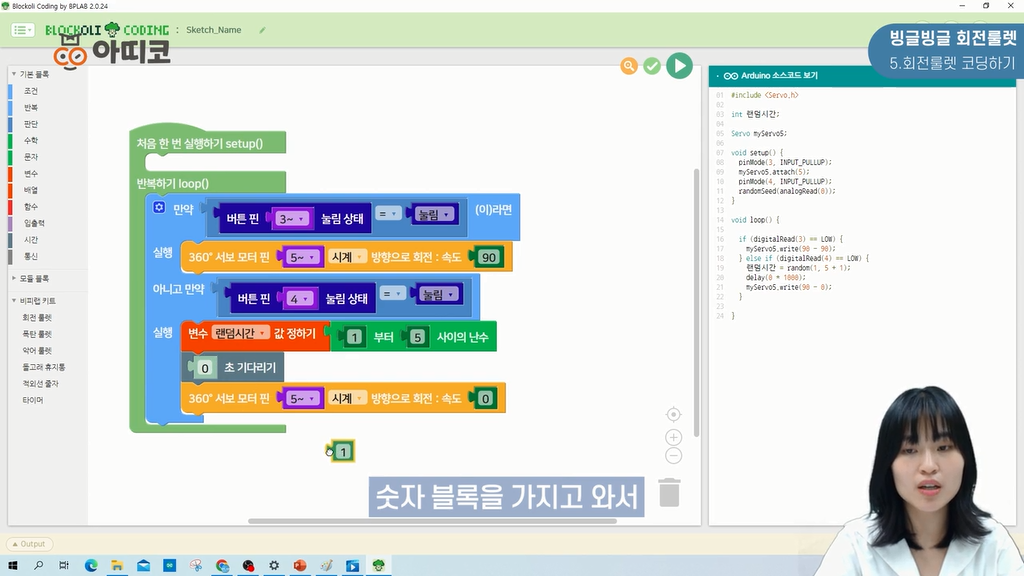 Blockoli Coding by BPLAB 2.0.24
BLOCKOLI CODING : Sketch_Name
아띠코
빙글빙글 회전룰렛
5.회전룰렛 코딩하기
기본 블록
조건
반복
판단
수학
문자
변수
배열
함수
입출력
시간
통신
모듈 블록
비피랩 키트
회전 룰렛
폭탄 룰렛
악어 룰렛
돌고래 휴지통
적외선 줄자
타이머
처음 한 번 실행하기 setup()
반복하기 loop()
만약 버튼 핀 3~ 눌림 상태 = 눌림 (이)라면
실행 360° 서보 모터 핀 5~ 시계 방향으로 회전 : 속도 90
아니고 만약 버튼 핀 4 눌림 상태 = 눌림
실행 변수 랜덤시간 값 정하기 1 부터 5 사이의 난수
0 초 기다리기
360° 서보 모터 핀 5~ 시계 방향으로 회전 : 속도 0
1
숫자 블록을 가지고 와서
Arduino 소스코드 보기
01 #include <Servo.h>
02
03 int 랜덤시간;
04
05 Servo myServo5;
06
07 void setup() {
08 pinMode(3, INPUT_PULLUP);
09 myServo5.attach(5);
10 pinMode(4, INPUT_PULLUP);
11 randomSeed(analogRead(0));
12 }
13
14 void loop() {
15
16 if (digitalRead(3) == LOW) {
17 myServo5.write(90 - 90);
18 } else if (digitalRead(4) == LOW) {
19 랜덤시간 = random(1, 5 + 1);
20 delay(0 * 1000);
21 myServo5.write(90 - 0);
22 }
23
24 }
Output